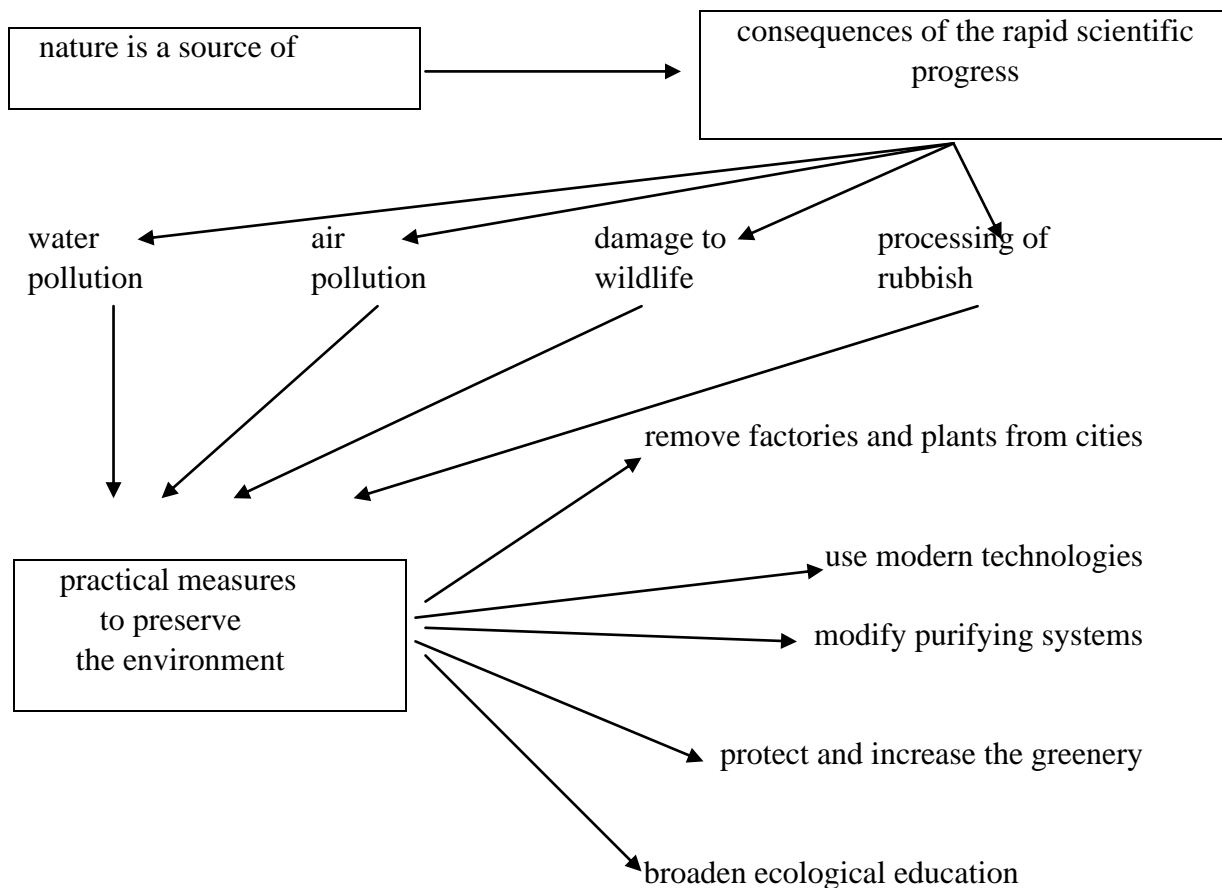 nature is a source of
consequences of the rapid scientific
progress
water
pollution
air
pollution
damage to
wildlife
processing of
rubbish
remove factories and plants from cities
use modern technologies
modify purifying systems
practical measures
to preserve
the environment
protect and increase the greenery
broaden ecological education